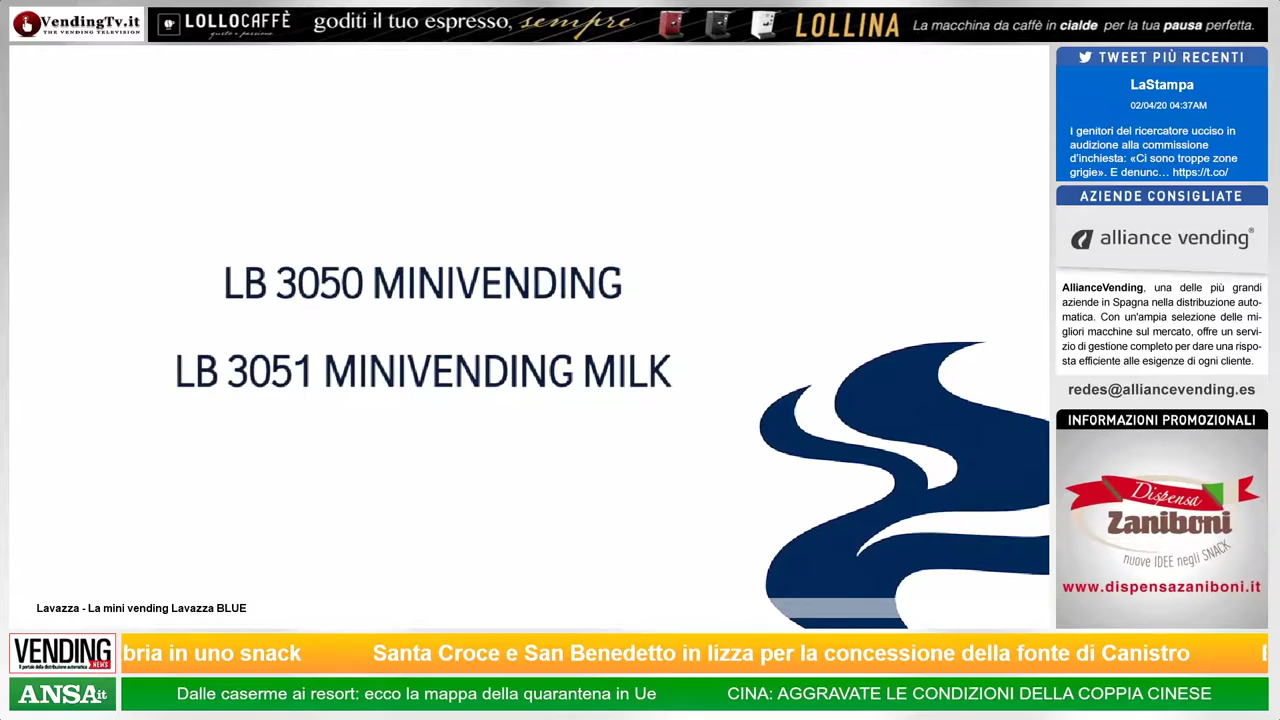 VendingTv.it
THE VENDING TELEVISION
LOLLOCAFFÈ
gusto e passione
goditi il tuo espresso, sempre
LOLLINA
La macchina da caffè in cialde per la tua pausa perfetta.
LB 3050 MINIVENDING
LB 3051 MINIVENDING MILK
Lavazza - La mini vending Lavazza BLUE
TWEET PIÙ RECENTI
LaStampa
02/04/20 04:37AM
I genitori del ricercatore ucciso in
audizione alla commissione
d'inchiesta: «Ci sono troppe zone
grigie». E denunc… https://t.co/
AZIENDE CONSIGLIATE
alliance vending®
AllianceVending, una delle più grandi
aziende in Spagna nella distribuzione auto-
matica. Con un'ampia selezione delle mi-
gliori macchine sul mercato, offre un servi-
zio di gestione completo per dare una rispo-
sta efficiente alle esigenze di ogni cliente.
redes@alliancevending.es
INFORMAZIONI PROMOZIONALI
Dispensa
Zaniboni
nuove IDEE negli SNACK
www.dispensazaniboni.it
VENDING NEWS
Il portale della distribuzione automatica
bria in uno snack
Santa Croce e San Benedetto in lizza per la concessione della fonte di Canistro
ANSAit
Dalle caserme ai resort: ecco la mappa della quarantena in Ue
CINA: AGGRAVATE LE CONDIZIONI DELLA COPPIA CINESE